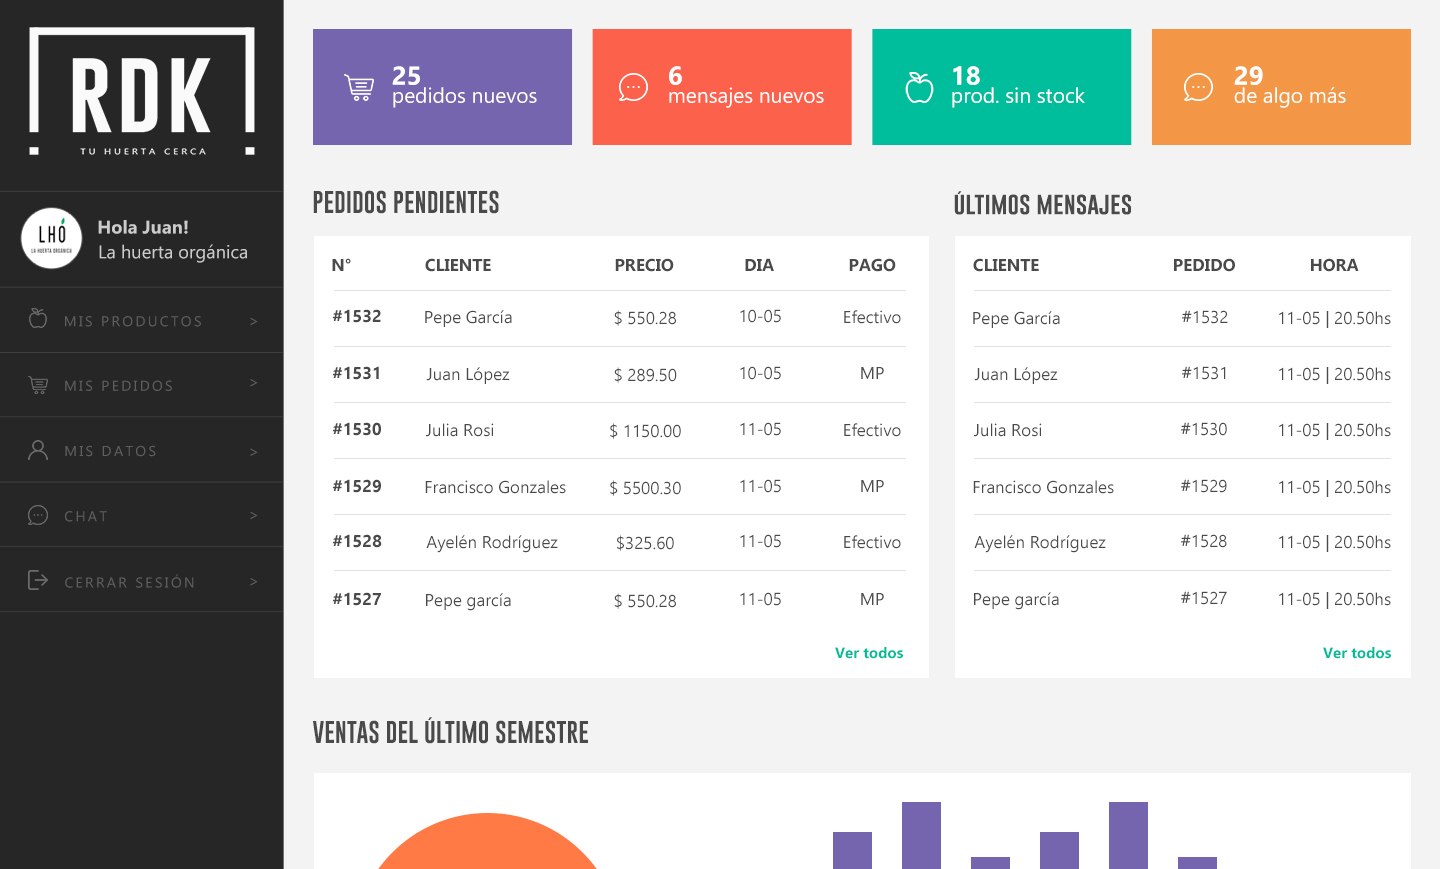 RDK
TU HUERTA CERCA
LHÓ
LA HUERTA ORGÁNICA
Hola Juan!
La huerta orgánica
MIS PRODUCTOS >
MIS PEDIDOS >
MIS DATOS >
CHAT >
CERRAR SESIÓN >
25
pedidos nuevos
6
mensajes nuevos
18
prod. sin stock
29
de algo más
PEDIDOS PENDIENTES
N° CLIENTE PRECIO DIA PAGO
#1532 Pepe García $ 550.28 10-05 Efectivo
#1531 Juan López $ 289.50 10-05 MP
#1530 Julia Rosi $ 1150.00 11-05 Efectivo
#1529 Francisco Gonzales $ 5500.30 11-05 MP
#1528 Ayelén Rodríguez $325.60 11-05 Efectivo
#1527 Pepe garcía $ 550.28 11-05 MP
Ver todos
ÚLTIMOS MENSAJES
CLIENTE PEDIDO HORA
Pepe García #1532 11-05 | 20.50hs
Juan López #1531 11-05 | 20.50hs
Julia Rosi #1530 11-05 | 20.50hs
Francisco Gonzales #1529 11-05 | 20.50hs
Ayelén Rodríguez #1528 11-05 | 20.50hs
Pepe garcía #1527 11-05 | 20.50hs
Ver todos
VENTAS DEL ÚLTIMO SEMESTRE